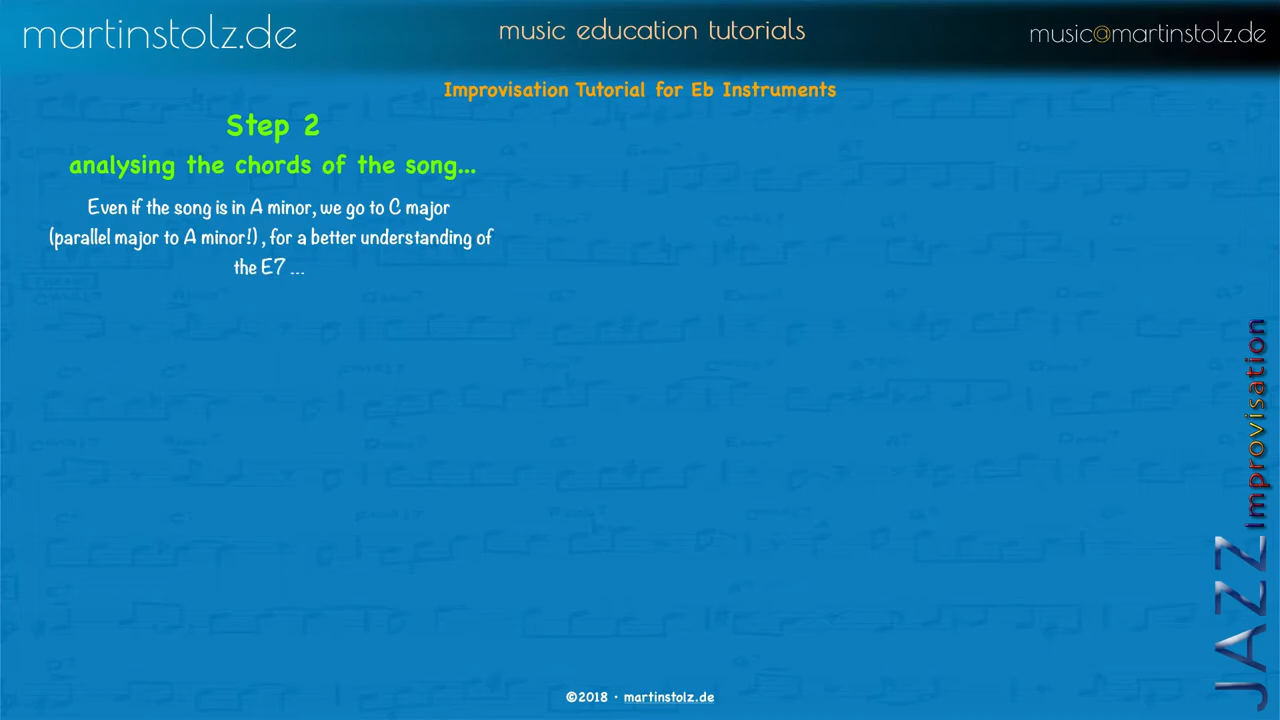 martinstolz.de
music education tutorials
music@martinstolz.de
Improvisation Tutorial for Eb Instruments
Step 2
analysing the chords of the song...
Even if the song is in A minor, we go to C major
(parallel major to A minor!) , for a better understanding of
the E7 ...
JAZZ Improvisation
©2018 • martinstolz.de